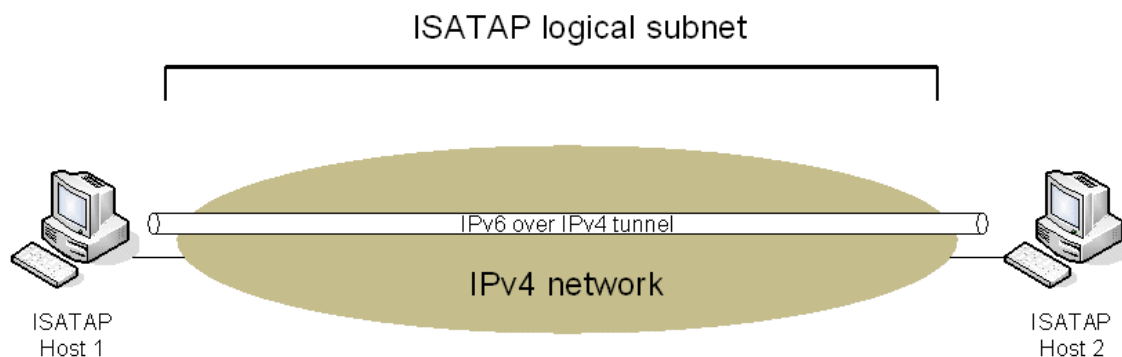 ISATAP logical subnet
IPv6 over IPv4 tunnel
IPv4 network
ISATAP
Host 1
ISATAP
Host 2